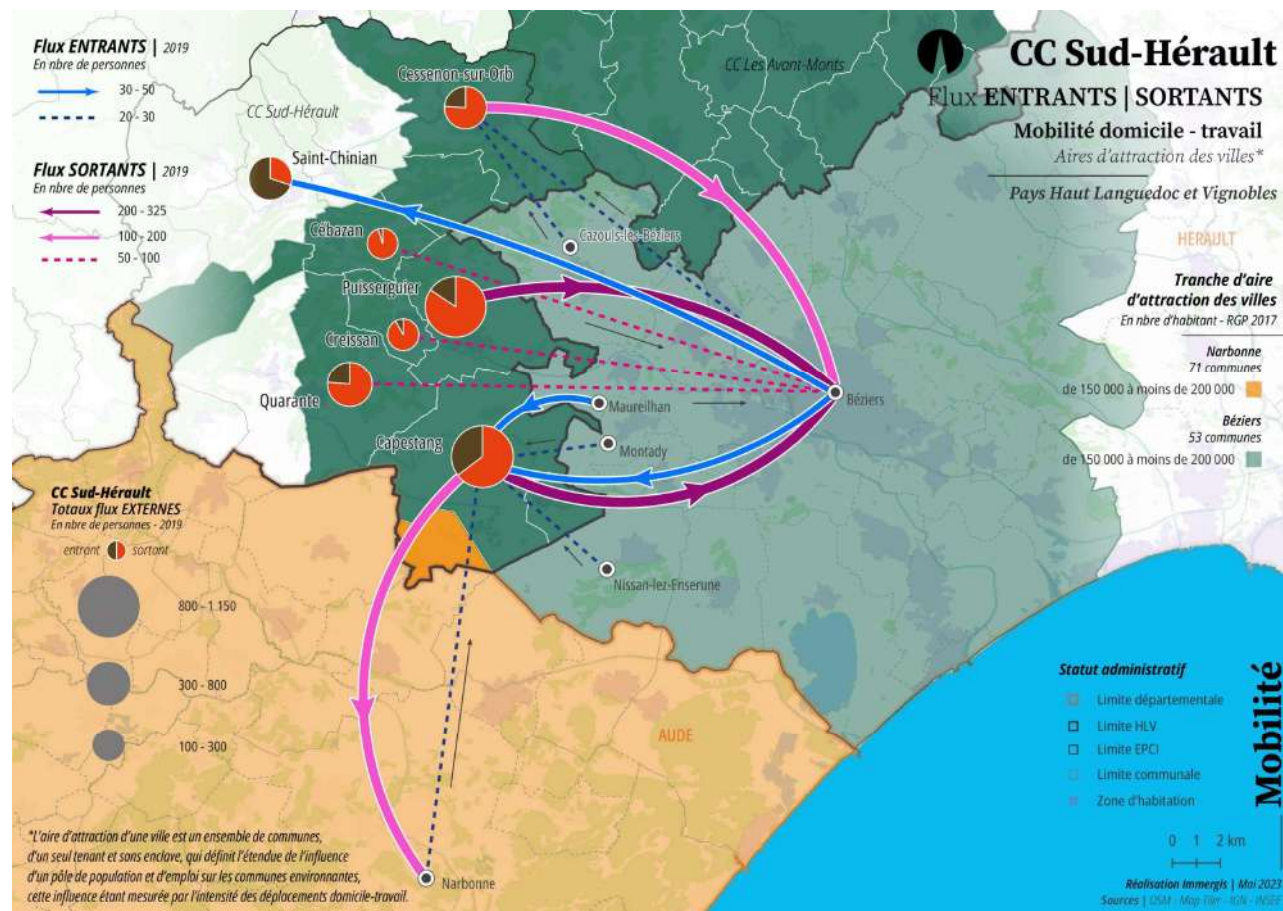 Flux ENTRANTS | 2019
En nbre de personnes
30 - 50
20 - 30
Flux SORTANTS | 2019
En nbre de personnes
200 - 325
100 - 200
50 - 100
CC Sud-Hérault
Flux ENTRANTS | SORTANTS
Mobilité domicile - travail
Aires d'attraction des villes*
Pays Haut Languedoc et Vignobles
CC Les Avant-Monts
CC Sud-Hérault
Cessenon-sur-Orb
Saint-Chinian
Cébazan
Cazouls-lès-Béziers
Puisserguier
Creissan
Quarante
Maureilhan
Béziers
Capestang
Montady
Nissan-lez-Enserune
Narbonne
HERAULT
AUDE
Tranche d'aire
d'attraction des villes
En nbre d'habitant - RGP 2017
Narbonne
71 communes
de 150 000 à moins de 200 000
Béziers
53 communes
de 150 000 à moins de 200 000
CC Sud-Hérault
Totaux flux EXTERNES
En nbre de personnes - 2019
entrant sortant
800 - 1.150
300 - 800
100 - 300
*L'aire d'attraction d'une ville est un ensemble de communes,
d'un seul tenant et sans enclave, qui définit l'étendue de l'influence
d'un pôle de population et d'emploi sur les communes environnantes,
cette influence étant mesurée par l'intensité des déplacements domicile-travail.
Statut administratif
Limite départementale
Limite HLV
Limite EPCI
Limite communale
Zone d'habitation
Mobilité
0 1 2 km
Réalisation Immergis | Mai 2023
Sources | OSM - Map Tiler - IGN - INSEE